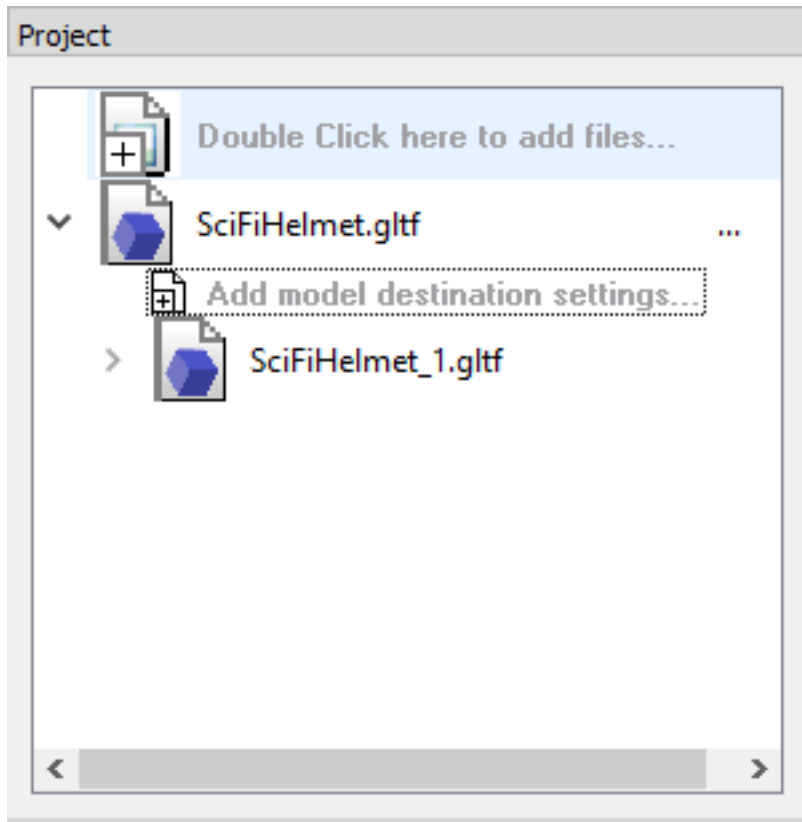 Project
Double Click here to add files...
SciFiHelmet.gltf ...
Add model destination settings...
SciFiHelmet_1.gltf